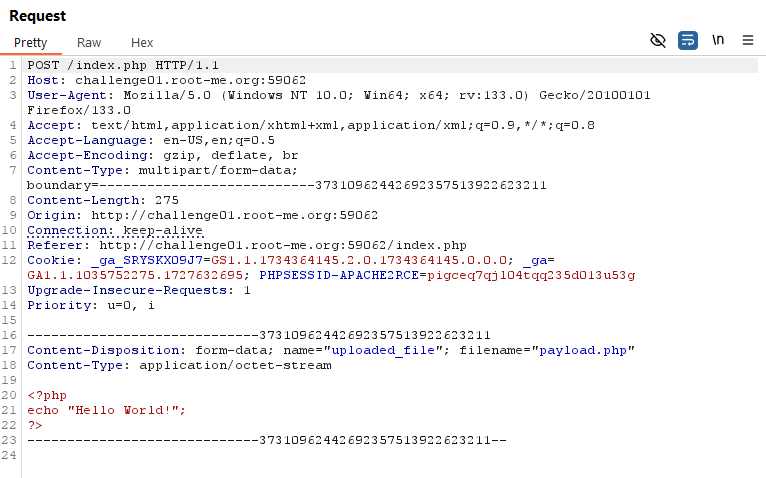 Request
Pretty Raw Hex
\n
1 POST /index.php HTTP/1.1
2 Host: challenge01.root-me.org:59062
3 User-Agent: Mozilla/5.0 (Windows NT 10.0; Win64; x64; rv:133.0) Gecko/20100101
Firefox/133.0
4 Accept: text/html,application/xhtml+xml,application/xml;q=0.9,*/*;q=0.8
5 Accept-Language: en-US,en;q=0.5
6 Accept-Encoding: gzip, deflate, br
7 Content-Type: multipart/form-data;
boundary=---------------------------373109624426923575139226​23211
8 Content-Length: 275
9 Origin: http://challenge01.root-me.org:59062
10 Connection: keep-alive
11 Referer: http://challenge01.root-me.org:59062/index.php
12 Cookie: _ga_SRYSKX09J7=GS1.1.1734364145.2.0.1734364145.0.0.0; _ga=
GA1.1.1035752275.1727632695; PHPSESSID-APACHE2RCE=pigceq7qjl04tqq235d013u53g
13 Upgrade-Insecure-Requests: 1
14 Priority: u=0, i
15
16 -----------------------------37310962442692357513922623211
17 Content-Disposition: form-data; name="uploaded_file"; filename="payload.php"
18 Content-Type: application/octet-stream
19
20 <?php
21 echo "Hello World!";
22 ?>
23 -----------------------------37310962442692357513922623211--
24